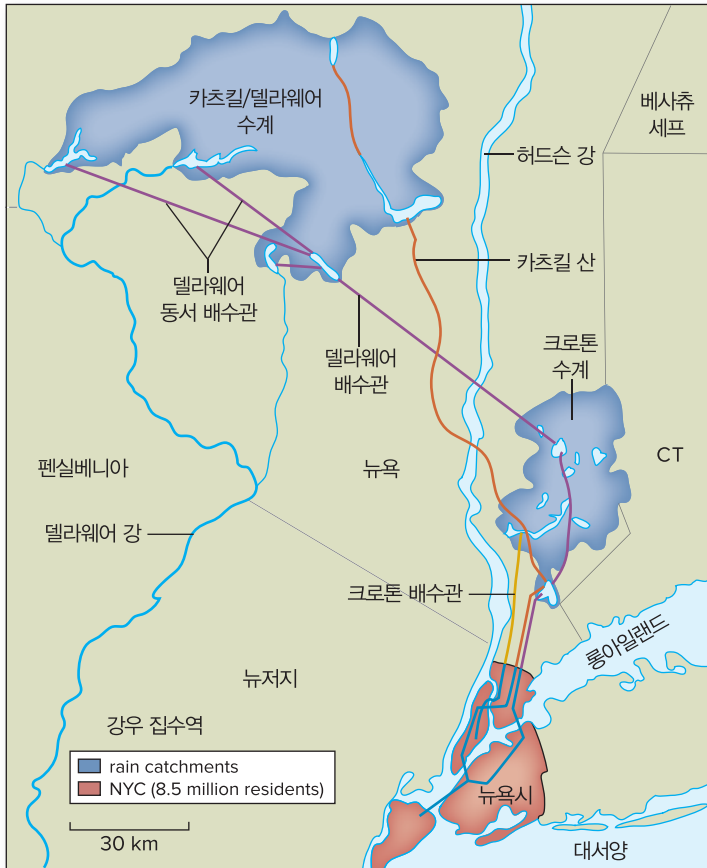 카츠킬/델라웨어
수계
베사츄
세프
허드슨 강
카츠킬 산
델라웨어
동서 배수관
델라웨어
배수관
크로톤
수계
펜실베니아
뉴욕
CT
델라웨어 강
크로톤 배수관
롱아일랜드
뉴저지
강우 집수역
rain catchments
NYC (8.5 million residents)
뉴욕시
30 km
대서양